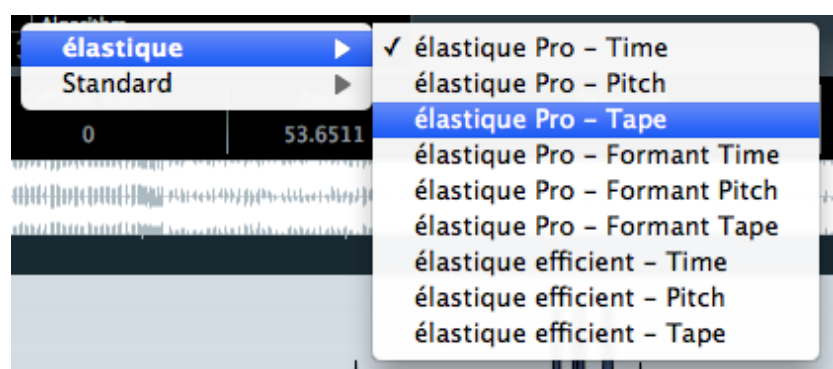 Algorithm
élastique
Standard
0
53.6511
✓ élastique Pro – Time
élastique Pro – Pitch
élastique Pro – Tape
élastique Pro – Formant Time
élastique Pro – Formant Pitch
élastique Pro – Formant Tape
élastique efficient – Time
élastique efficient – Pitch
élastique efficient – Tape